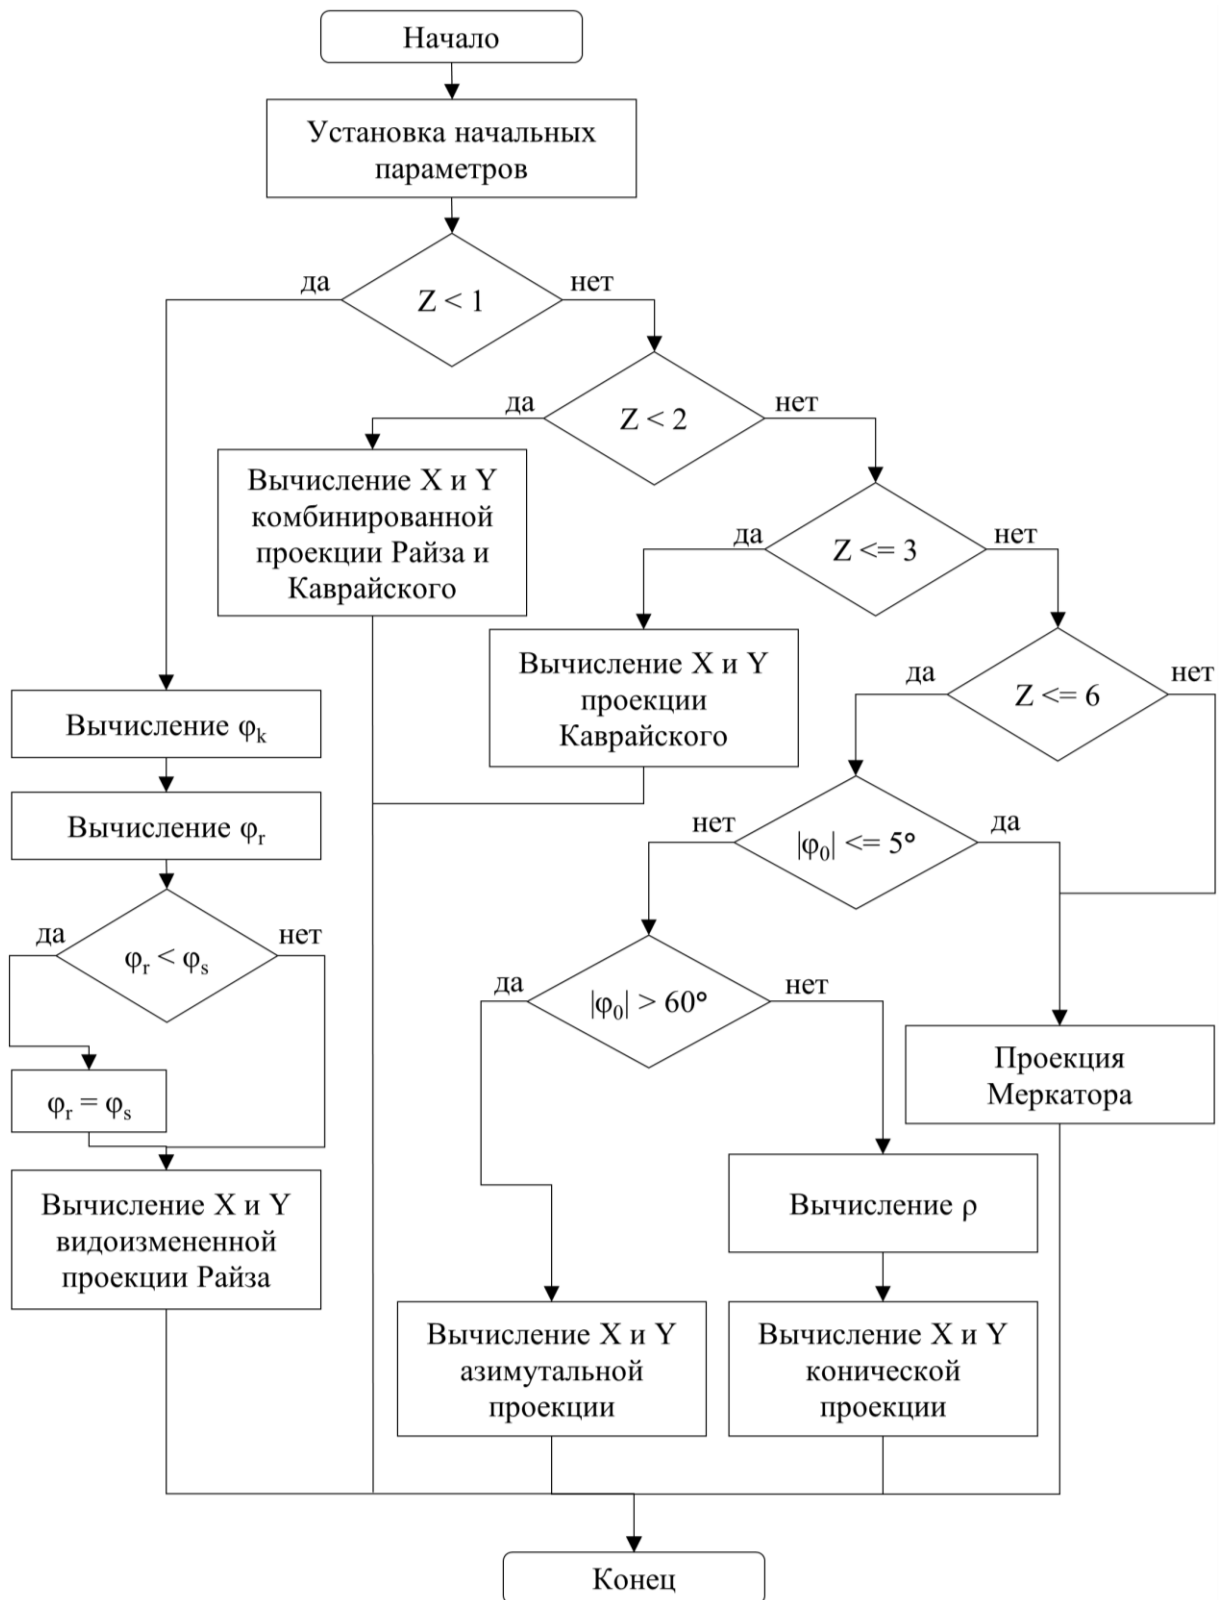 Начало
Установка начальных
параметров
Z < 1
да
нет
Z < 2
да
нет
Вычисление X и Y
комбинированной
проекции Райза и
Каврайского
Z <= 3
да
нет
Вычисление X и Y
проекции
Каврайского
Z <= 6
да
нет
Вычисление φk
Вычисление φr
φr < φs
да
нет
φr = φs
Вычисление X и Y
видоизмененной
проекции Райза
|φ0| <= 5°
нет
да
|φ0| > 60°
да
нет
Проекция
Меркатора
Вычисление ρ
Вычисление X и Y
азимутальной
проекции
Вычисление X и Y
конической
проекции
Конец